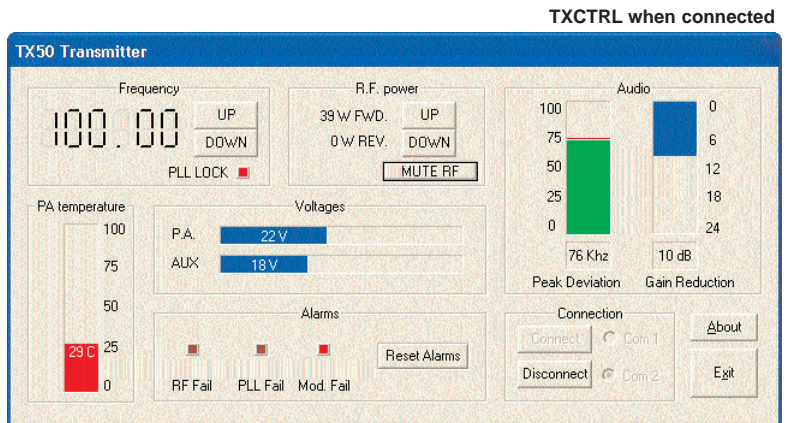 TXCTRL when connected
TX50 Transmitter
Frequency
100.00
UP
DOWN
PLL LOCK
R.F. power
39 W FWD.
UP
0 W REV.
DOWN
MUTE RF
Audio
100
75
50
25
0
0
6
12
18
24
76 Khz
10 dB
Peak Deviation
Gain Reduction
PA temperature
100
75
50
25
0
29 C
Voltages
P.A.
22 V
AUX
18 V
Alarms
RF Fail
PLL Fail
Mod. Fail
Reset Alarms
Connection
Connect
Com 1
Disconnect
Com 2
About
Exit